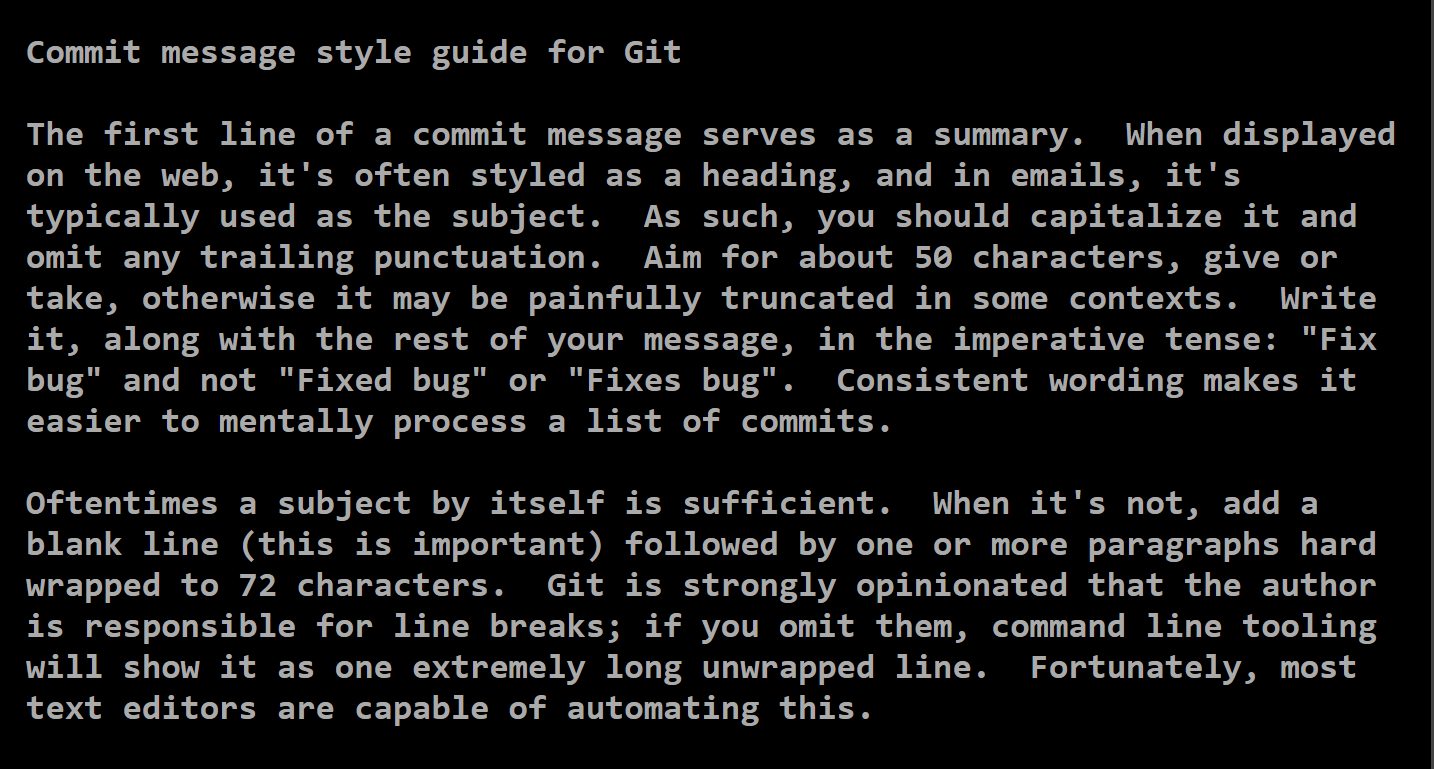 Commit message style guide for Git

The first line of a commit message serves as a summary.  When displayed
on the web, it's often styled as a heading, and in emails, it's
typically used as the subject.  As such, you should capitalize it and
omit any trailing punctuation.  Aim for about 50 characters, give or
take, otherwise it may be painfully truncated in some contexts.  Write
it, along with the rest of your message, in the imperative tense: "Fix
bug" and not "Fixed bug" or "Fixes bug".  Consistent wording makes it
easier to mentally process a list of commits.

Oftentimes a subject by itself is sufficient.  When it's not, add a
blank line (this is important) followed by one or more paragraphs hard
wrapped to 72 characters.  Git is strongly opinionated that the author
is responsible for line breaks; if you omit them, command line tooling
will show it as one extremely long unwrapped line.  Fortunately, most
text editors are capable of automating this.